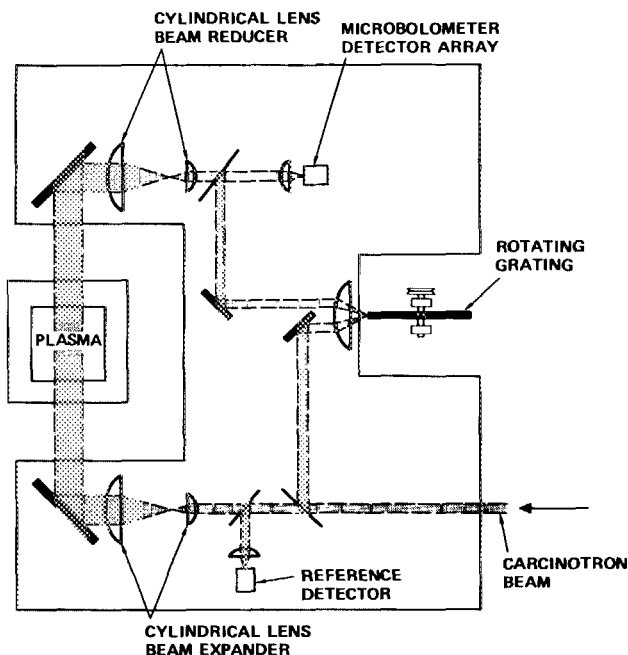 CYLINDRICAL LENS
BEAM REDUCER
MICROBOLOMETER
DETECTOR ARRAY
ROTATING
GRATING
PLASMA
CARCINOTRON
BEAM
REFERENCE
DETECTOR
CYLINDRICAL LENS
BEAM EXPANDER